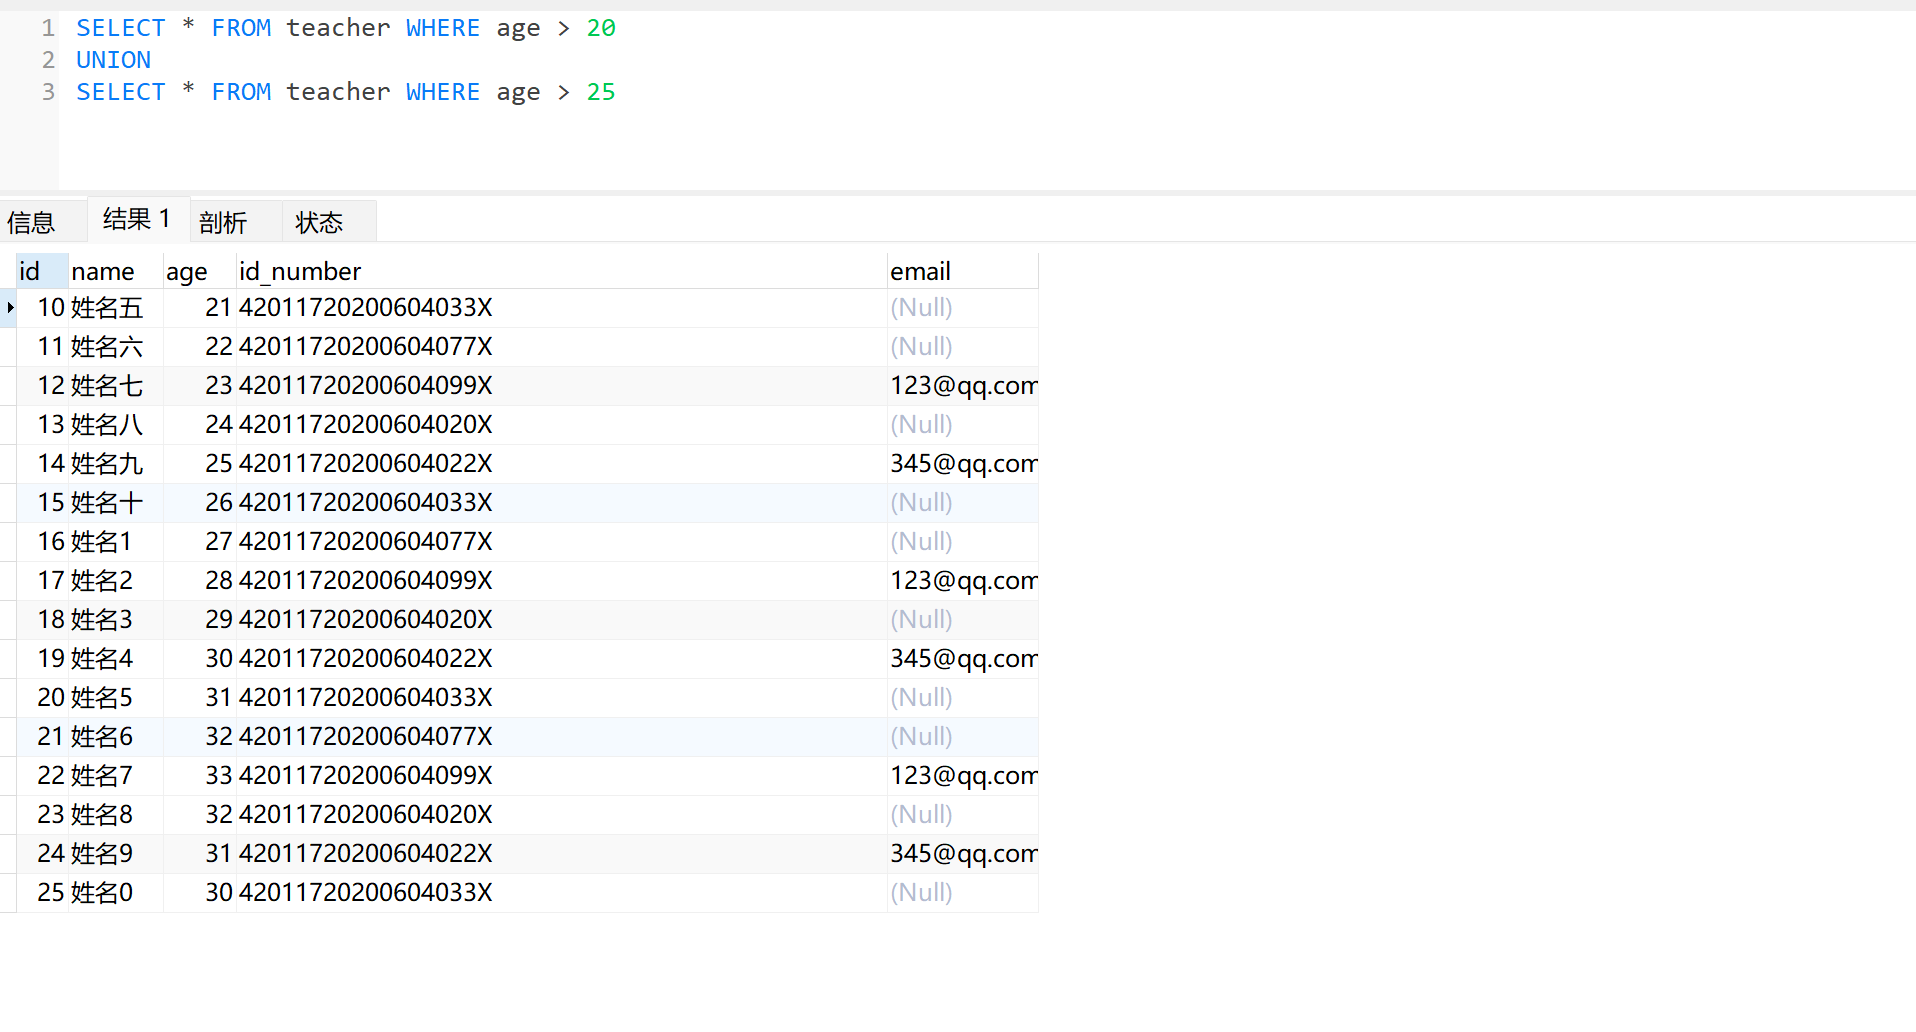 1 SELECT * FROM teacher WHERE age > 20
2 UNION
3 SELECT * FROM teacher WHERE age > 25
信息 结果 1 剖析 状态
id name age id_number email
10 姓名五 21 42011720200604033X (Null)
11 姓名六 22 42011720200604077X (Null)
12 姓名七 23 42011720200604099X 123@qq.com
13 姓名八 24 42011720200604020X (Null)
14 姓名九 25 42011720200604022X 345@qq.com
15 姓名十 26 42011720200604033X (Null)
16 姓名1 27 42011720200604077X (Null)
17 姓名2 28 42011720200604099X 123@qq.com
18 姓名3 29 42011720200604020X (Null)
19 姓名4 30 42011720200604022X 345@qq.com
20 姓名5 31 42011720200604033X (Null)
21 姓名6 32 42011720200604077X (Null)
22 姓名7 33 42011720200604099X 123@qq.com
23 姓名8 32 42011720200604020X (Null)
24 姓名9 31 42011720200604022X 345@qq.com
25 姓名0 30 42011720200604033X (Null)